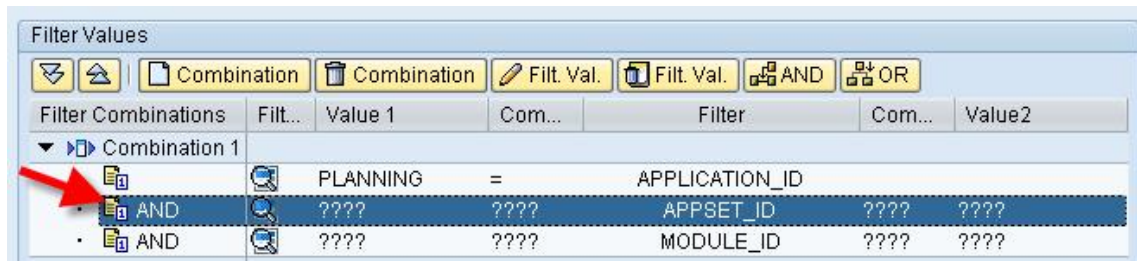 Filter Values
Combination Combination Filt. Val. Filt. Val. AND OR
Filter Combinations Filt... Value 1 Com... Filter Com... Value2
Combination 1
PLANNING = APPLICATION_ID
AND ???? ???? APPSET_ID ???? ????
AND ???? ???? MODULE_ID ???? ????